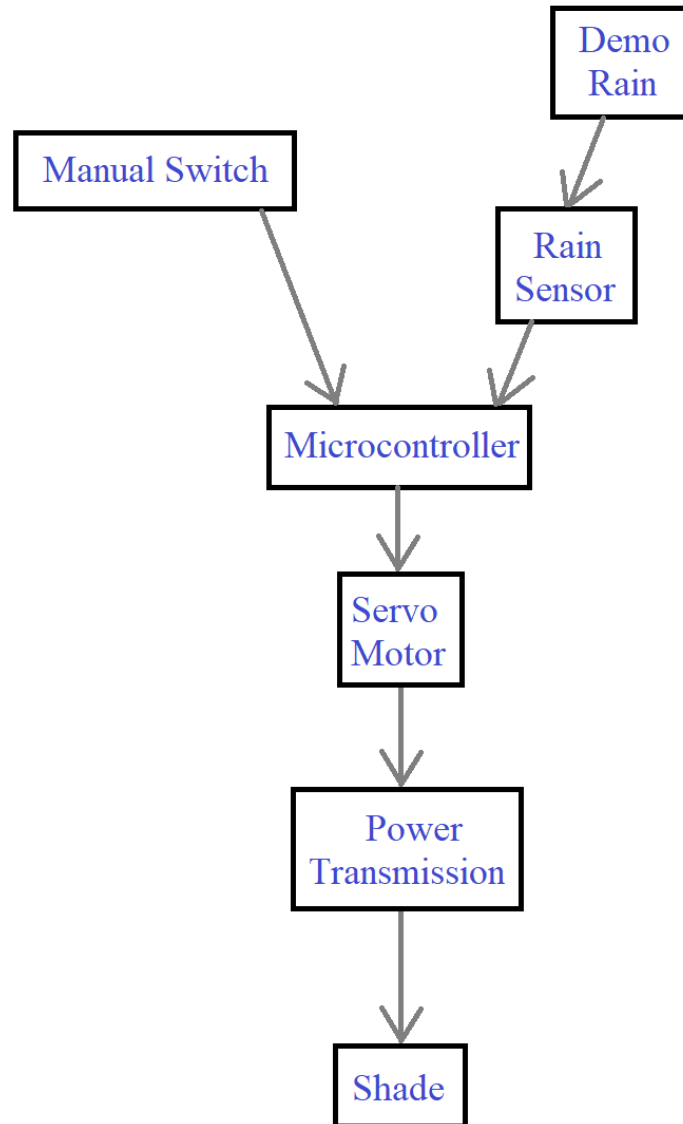 Demo
Rain
Manual Switch
Rain
Sensor
Microcontroller
Servo
Motor
Power
Transmission
Shade